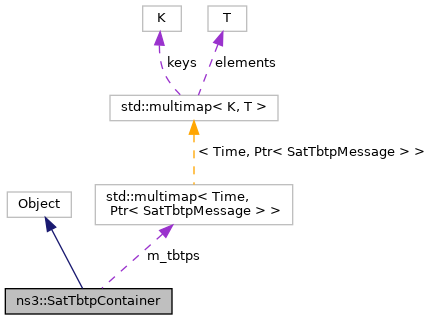 K
T
keys
elements
std::multimap< K, T >
< Time, Ptr< SatTbtpMessage > >
Object
std::multimap< Time,
Ptr< SatTbtpMessage > >
m_tbtps
ns3::SatTbtpContainer